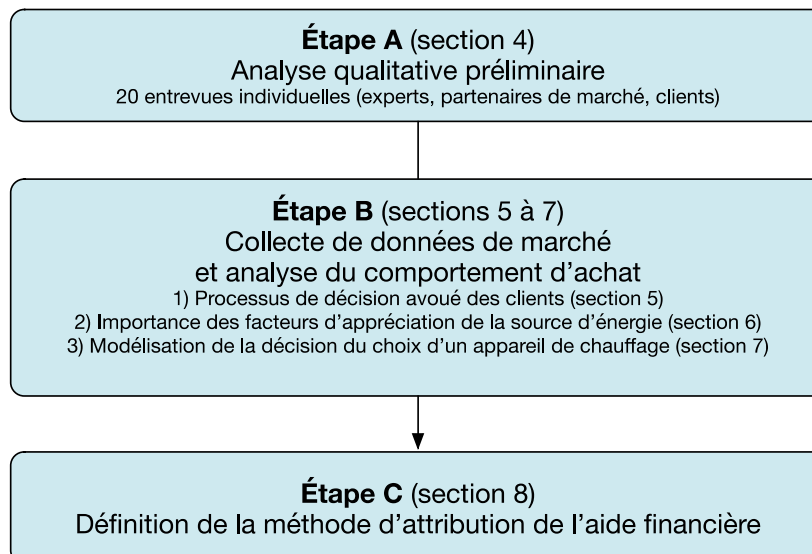 Étape A (section 4)
Analyse qualitative préliminaire
20 entrevues individuelles (experts, partenaires de marché, clients)
Étape B (sections 5 à 7)
Collecte de données de marché
et analyse du comportement d’achat
1) Processus de décision avoué des clients (section 5)
2) Importance des facteurs d’appréciation de la source d’énergie (section 6)
3) Modélisation de la décision du choix d’un appareil de chauffage (section 7)
Étape C (section 8)
Définition de la méthode d’attribution de l’aide financière